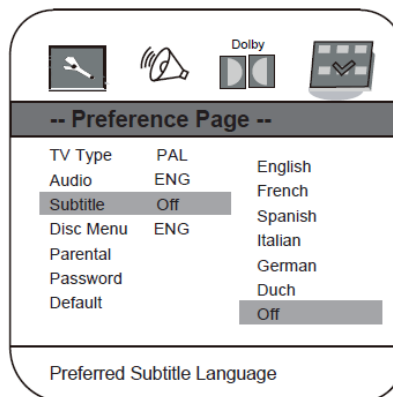 Dolby
-- Preference Page --
TV Type PAL
Audio ENG
Subtitle Off
Disc Menu ENG
Parental
Password
Default
English
French
Spanish
Italian
German
Duch
Off
Preferred Subtitle Language